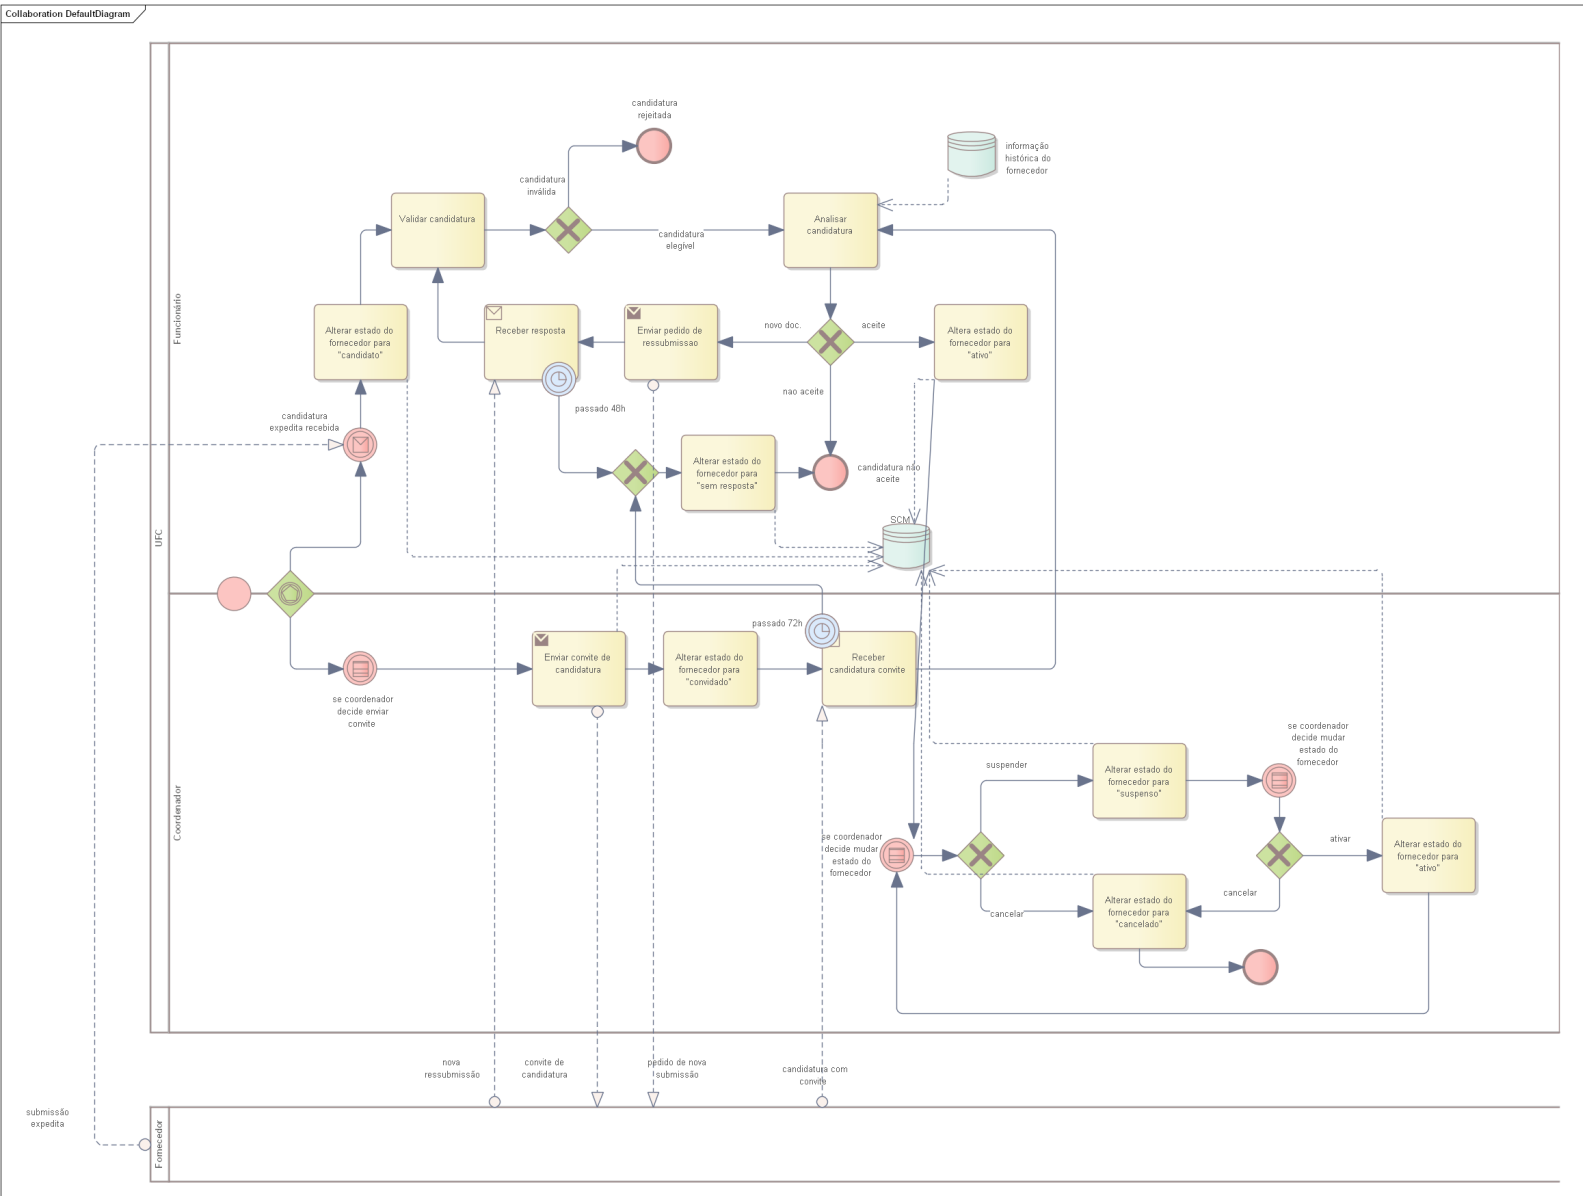 Collaboration DefaultDiagram
candidatura
rejeitada
informação
histórica do
fornecedor
candidatura
inválida
Validar candidatura
candidatura
elegível
Analisar
candidatura
Funcionário
Alterar estado do
fornecedor para
"candidato"
Receber resposta
Enviar pedido de
ressubmissao
novo doc.
aceite
Altera estado do
fornecedor para
"ativo"
nao aceite
passado 48h
candidatura
expedita recebida
Alterar estado do
fornecedor para
"sem resposta"
candidatura não
aceite
SCM
UFC
passado 72h
Enviar convite de
candidatura
Alterar estado do
fornecedor para
"convidado"
Receber
candidatura convite
se coordenador
decide enviar
convite
Coordenador
se coordenador
decide mudar
estado do
fornecedor
suspender
Alterar estado do
fornecedor para
"suspenso"
se coordenador
decide mudar
estado do
fornecedor
ativar
Alterar estado do
fornecedor para
"ativo"
cancelar
cancelar
Alterar estado do
fornecedor para
"cancelado"
nova
ressubmissão
convite de
candidatura
pedido de nova
submissão
candidatura com
convite
submissão
expedita
Fornecedor